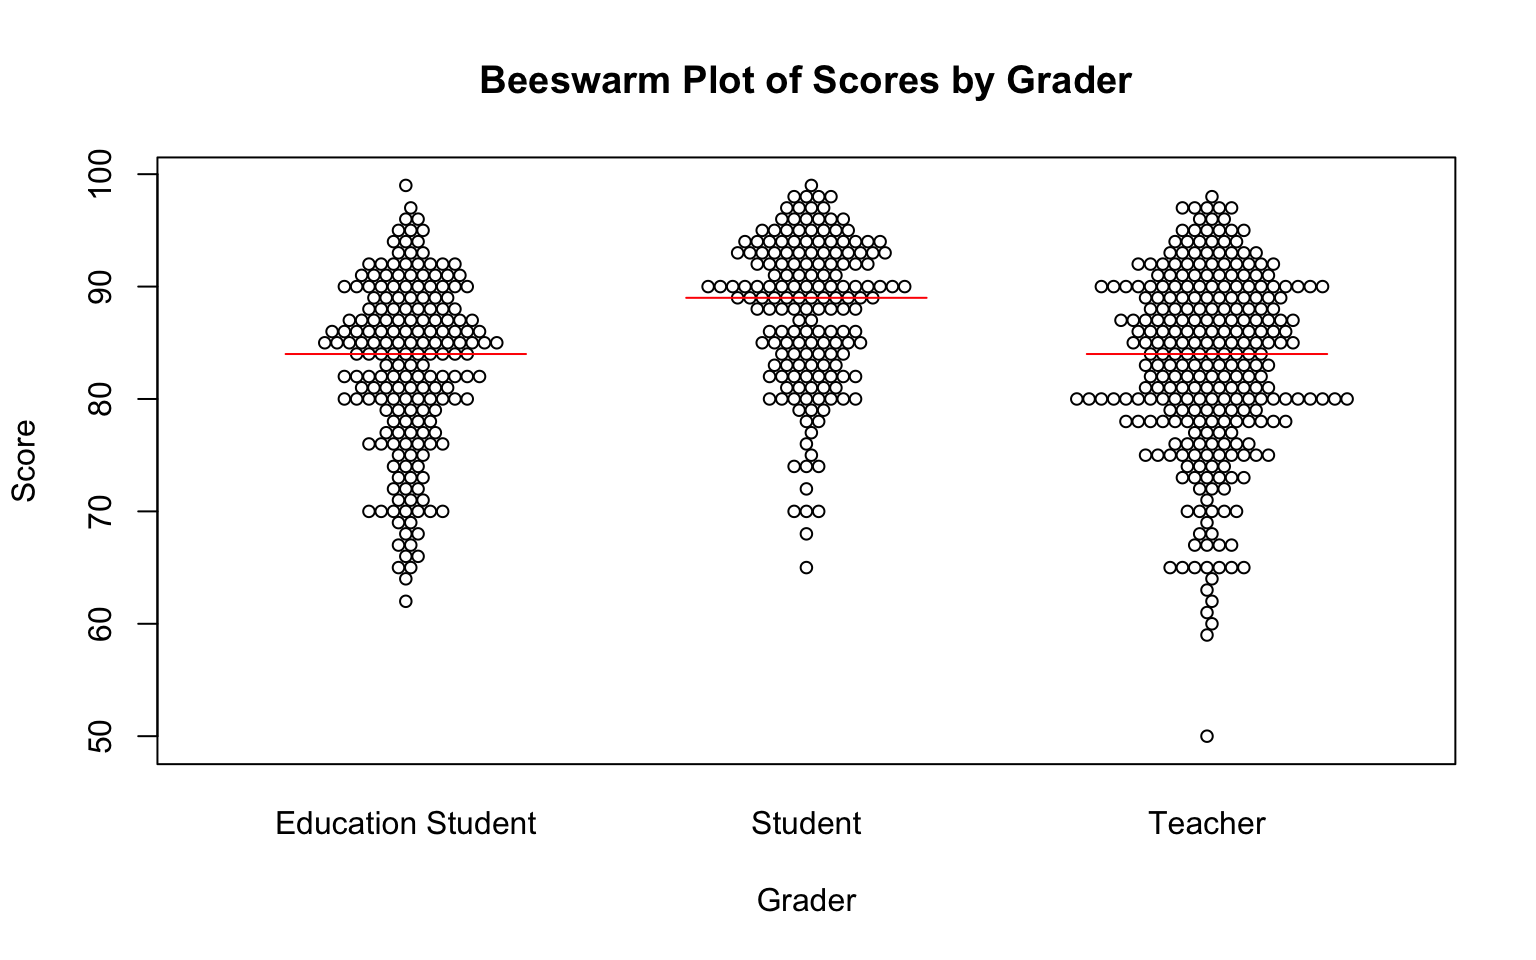 Beeswarm Plot of Scores by Grader
100
90
80
70
60
50
Score
Education Student
Student
Teacher
Grader